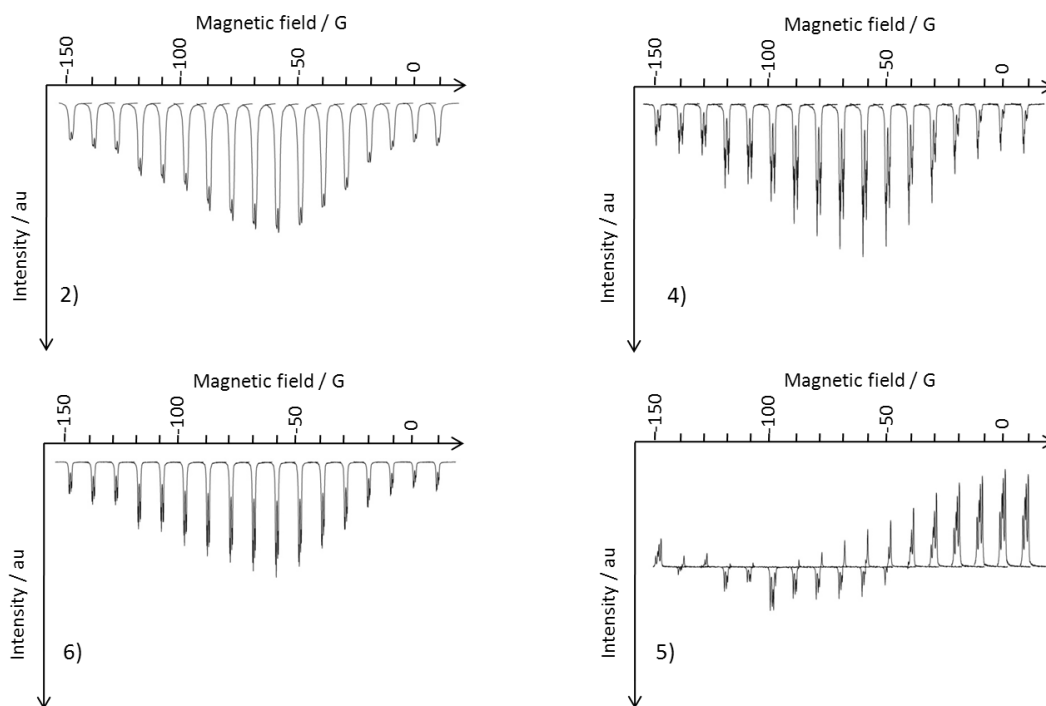 Magnetic field / G
-150
-100
-50
0
Intensity / au
2)
Magnetic field / G
-150
-100
-50
0
Intensity / au
4)
Magnetic field / G
-150
-100
-50
0
Intensity / au
6)
Magnetic field / G
-150
-100
-50
0
Intensity / au
5)